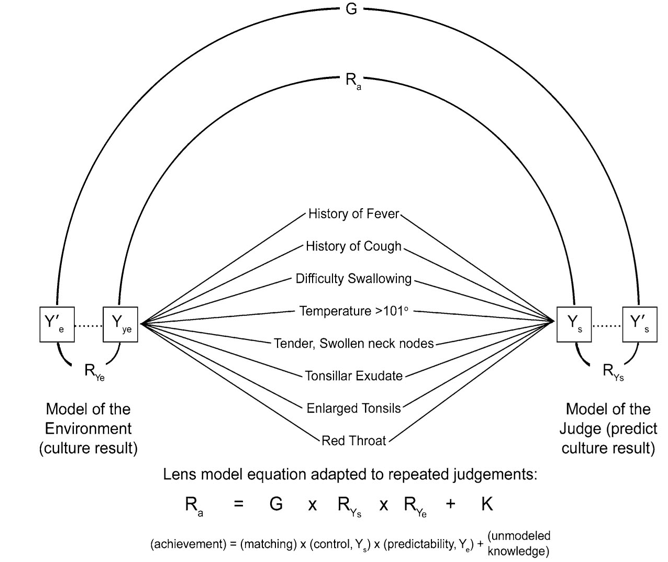 G
Ra
History of Fever
History of Cough
Difficulty Swallowing
Temperature >101°
Tender, Swollen neck nodes
Tonsillar Exudate
Enlarged Tonsils
Red Throat
Y′e
Yye
Ys
Y′s
RYe
RYs
Model of the
Environment
(culture result)
Model of the
Judge (predict
culture result)
Lens model equation adapted to repeated judgements:
Ra = G x RYs x RYe + K
(achievement) = (matching) x (control, Ys) x (predictability, Ye) + (unmodeled
knowledge)